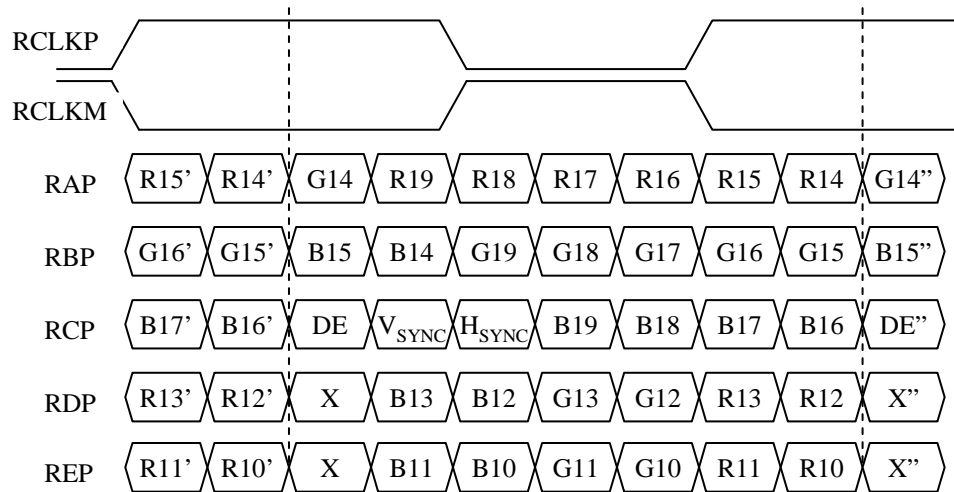 RCLKP
RCLKM
RAP R15’ R14’ G14 R19 R18 R17 R16 R15 R14 G14”
RBP G16’ G15’ B15 B14 G19 G18 G17 G16 G15 B15”
RCP B17’ B16’ DE VSYNC HSYNC B19 B18 B17 B16 DE”
RDP R13’ R12’ X B13 B12 G13 G12 R13 R12 X”
REP R11’ R10’ X B11 B10 G11 G10 R11 R10 X”